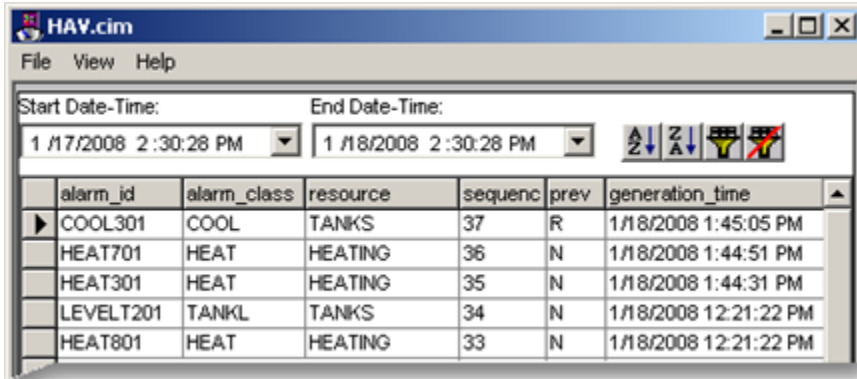 HAV.cim
File View Help
Start Date-Time: End Date-Time:
1 /17/2008 2 :30:28 PM 1 /18/2008 2 :30:28 PM
alarm_id alarm_class resource sequenc prev generation_time
COOL301 COOL TANKS 37 R 1/18/2008 1:45:05 PM
HEAT701 HEAT HEATING 36 N 1/18/2008 1:44:51 PM
HEAT301 HEAT HEATING 35 N 1/18/2008 1:44:31 PM
LEVELT201 TANKL TANKS 34 N 1/18/2008 12:21:22 PM
HEAT801 HEAT HEATING 33 N 1/18/2008 12:21:22 PM